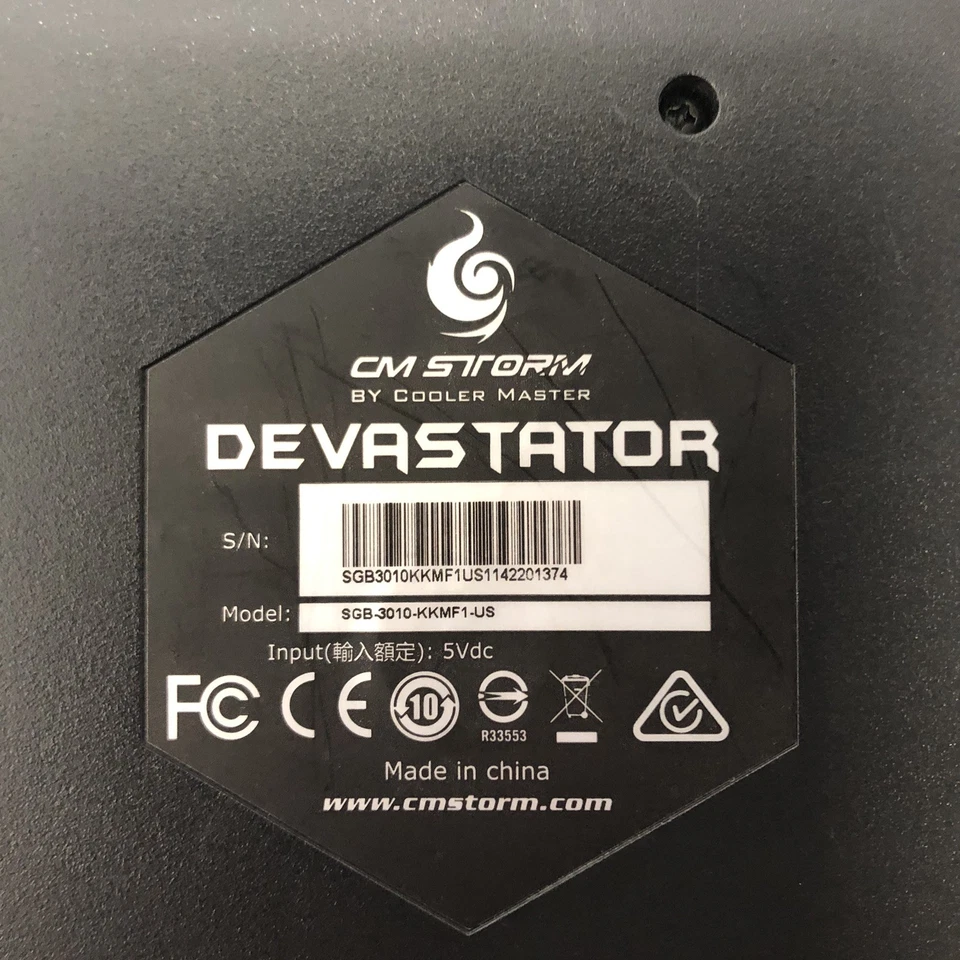 CM STORM
BY COOLER MASTER
DEVASTATOR
S/N:
SGB3010KKMF1US1142201374
Model: SGB-3010-KKMF1-US
Input(輸入額定): 5Vdc
FC CE 10
R33553
Made in china
www.cmstorm.com